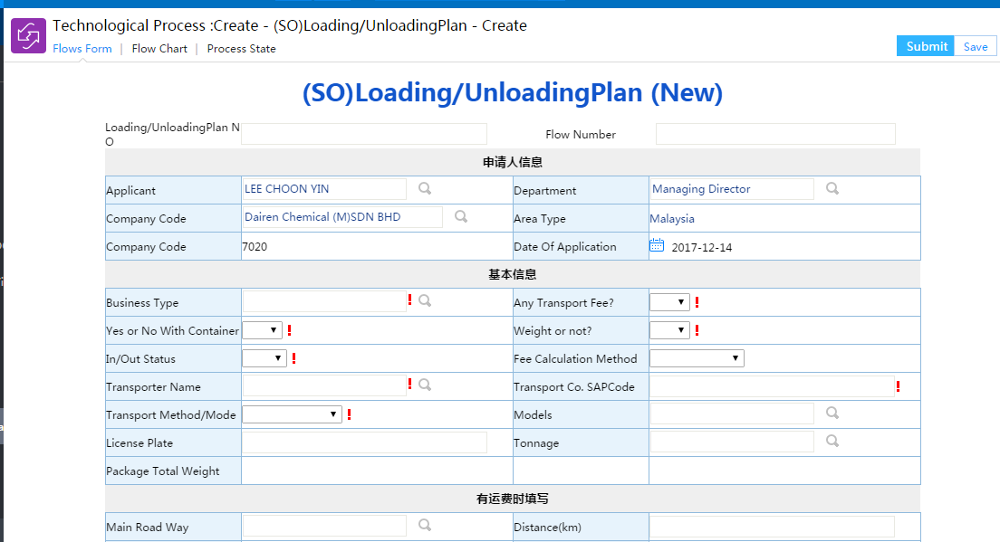 Technological Process :Create - (SO)Loading/UnloadingPlan - Create
Flows Form | Flow Chart | Process State
Submit Save
(SO)Loading/UnloadingPlan (New)
Loading/UnloadingPlan N
O
Flow Number
申请人信息
Applicant LEE CHOON YIN Department Managing Director
Company Code Dairen Chemical (M)SDN BHD Area Type Malaysia
Company Code 7020 Date Of Application 2017-12-14
基本信息
Business Type ! Any Transport Fee? !
Yes or No With Container ! Weight or not? !
In/Out Status ! Fee Calculation Method
Transporter Name ! Transport Co. SAPCode !
Transport Method/Mode ! Models
License Plate Tonnage
Package Total Weight
有运费时填写
Main Road Way Distance(km)